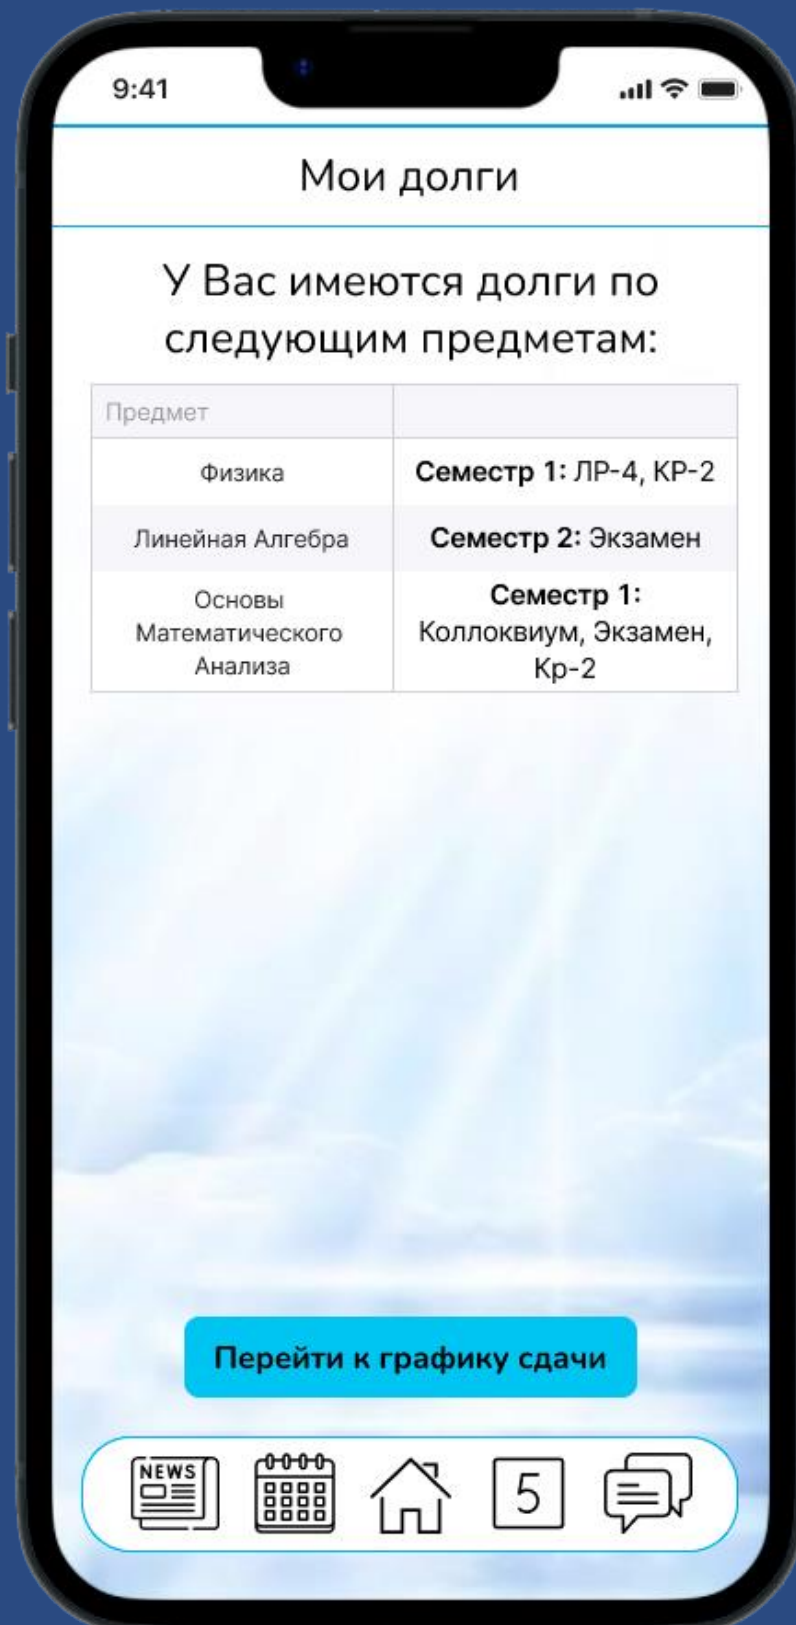 9:41
Мои долги
У Вас имеются долги по
следующим предметам:
Предмет
Физика
Семестр 1: ЛР-4, КР-2
Линейная Алгебра
Семестр 2: Экзамен
Основы
Математического
Анализа
Семестр 1:
Коллоквиум, Экзамен,
Кр-2
Перейти к графику сдачи
NEWS
5